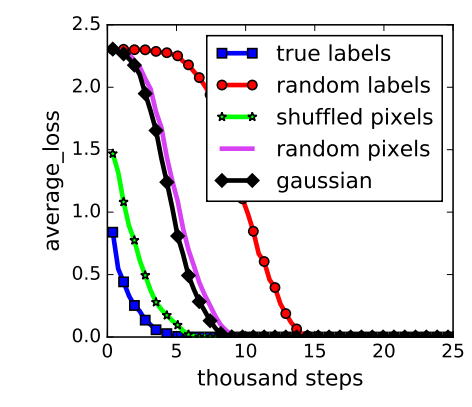 2.5
2.0
1.5
1.0
0.5
0.0
average_loss
true labels
random labels
shuffled pixels
random pixels
gaussian
0 5 10 15 20 25
thousand steps